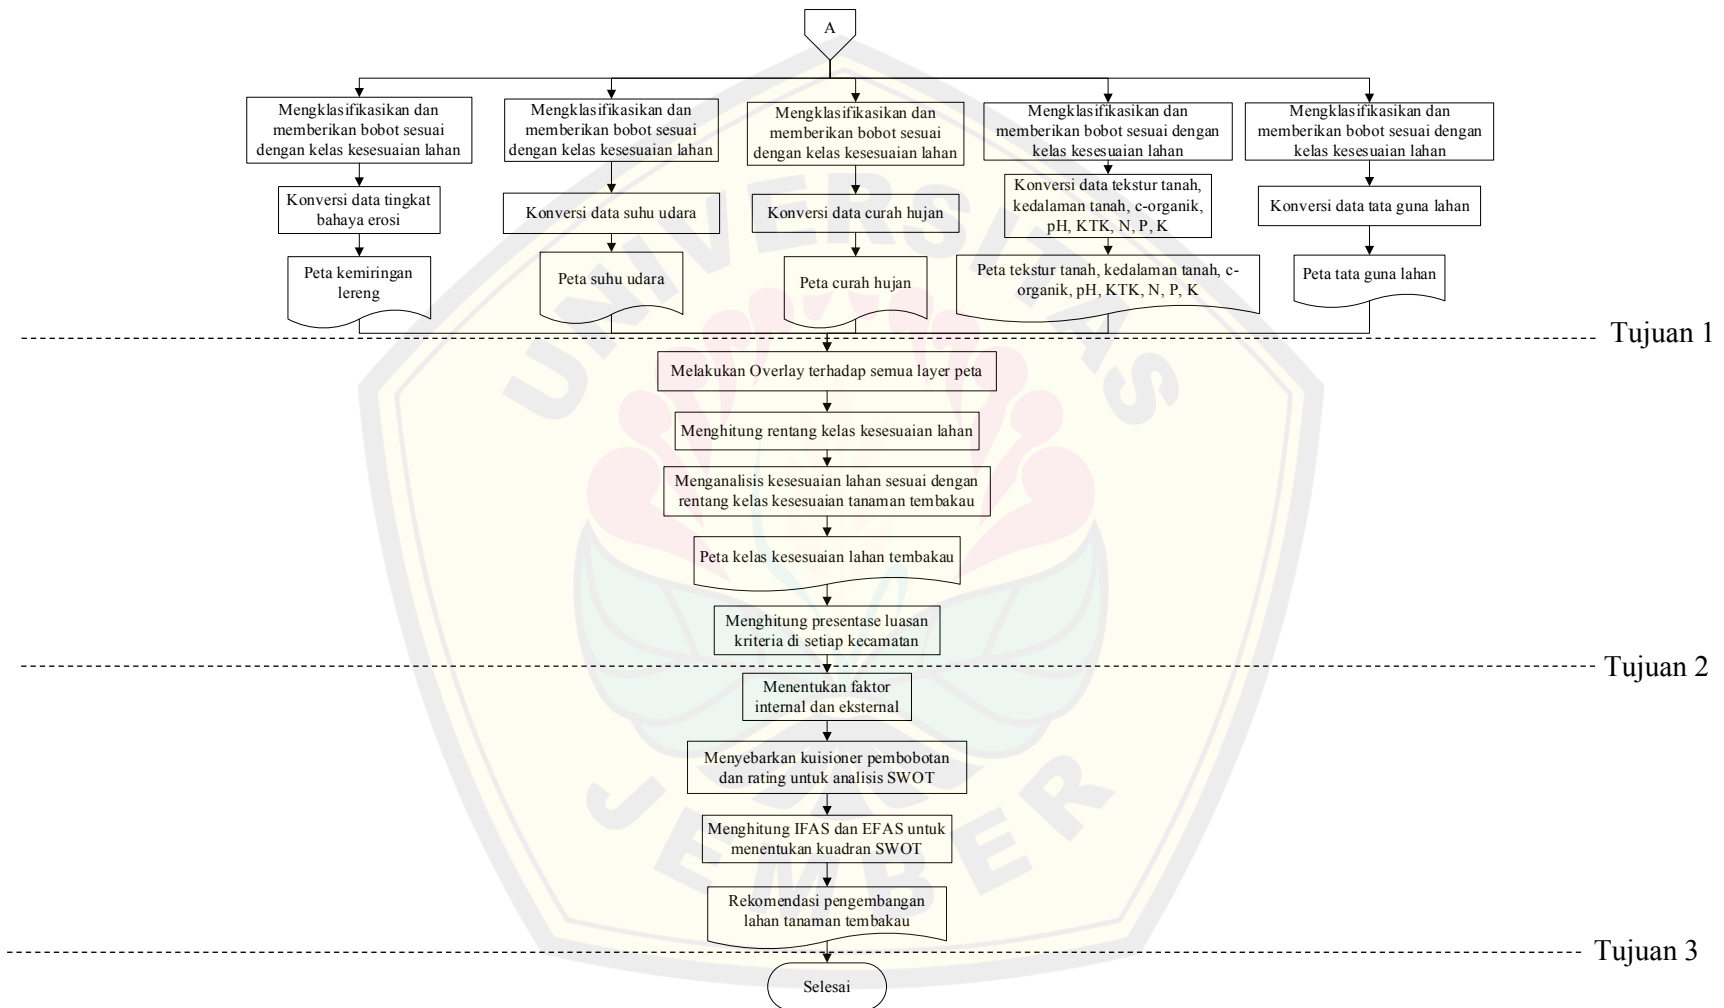 A
Mengklasifikasikan dan
memberikan bobot sesuai
dengan kelas kesesuaian lahan
Mengklasifikasikan dan
memberikan bobot sesuai
dengan kelas kesesuaian lahan
Mengklasifikasikan dan
memberikan bobot sesuai
dengan kelas kesesuaian lahan
Mengklasifikasikan dan
memberikan bobot sesuai dengan
kelas kesesuaian lahan
Mengklasifikasikan dan
memberikan bobot sesuai dengan
kelas kesesuaian lahan
Konversi data tingkat
bahaya erosi
Konversi data suhu udara
Konversi data curah hujan
Konversi data tekstur tanah,
kedalaman tanah, c-organik,
pH, KTK, N, P, K
Konversi data tata guna lahan
Peta kemiringan
lereng
Peta suhu udara
Peta curah hujan
Peta tekstur tanah, kedalaman tanah, c-
organik, pH, KTK, N, P, K
Peta tata guna lahan
Tujuan 1
Melakukan Overlay terhadap semua layer peta
Menghitung rentang kelas kesesuaian lahan
Menganalisis kesesuaian lahan sesuai dengan
rentang kelas kesesuaian tanaman tembakau
Peta kelas kesesuaian lahan tembakau
Menghitung presentase luasan
kriteria di setiap kecamatan
Tujuan 2
Menentukan faktor
internal dan eksternal
Menyebarkan kuisioner pembobotan
dan rating untuk analisis SWOT
Menghitung IFAS dan EFAS untuk
menentukan kuadran SWOT
Rekomendasi pengembangan
lahan tanaman tembakau
Tujuan 3
Selesai
UNIVERSITAS
JEMBER